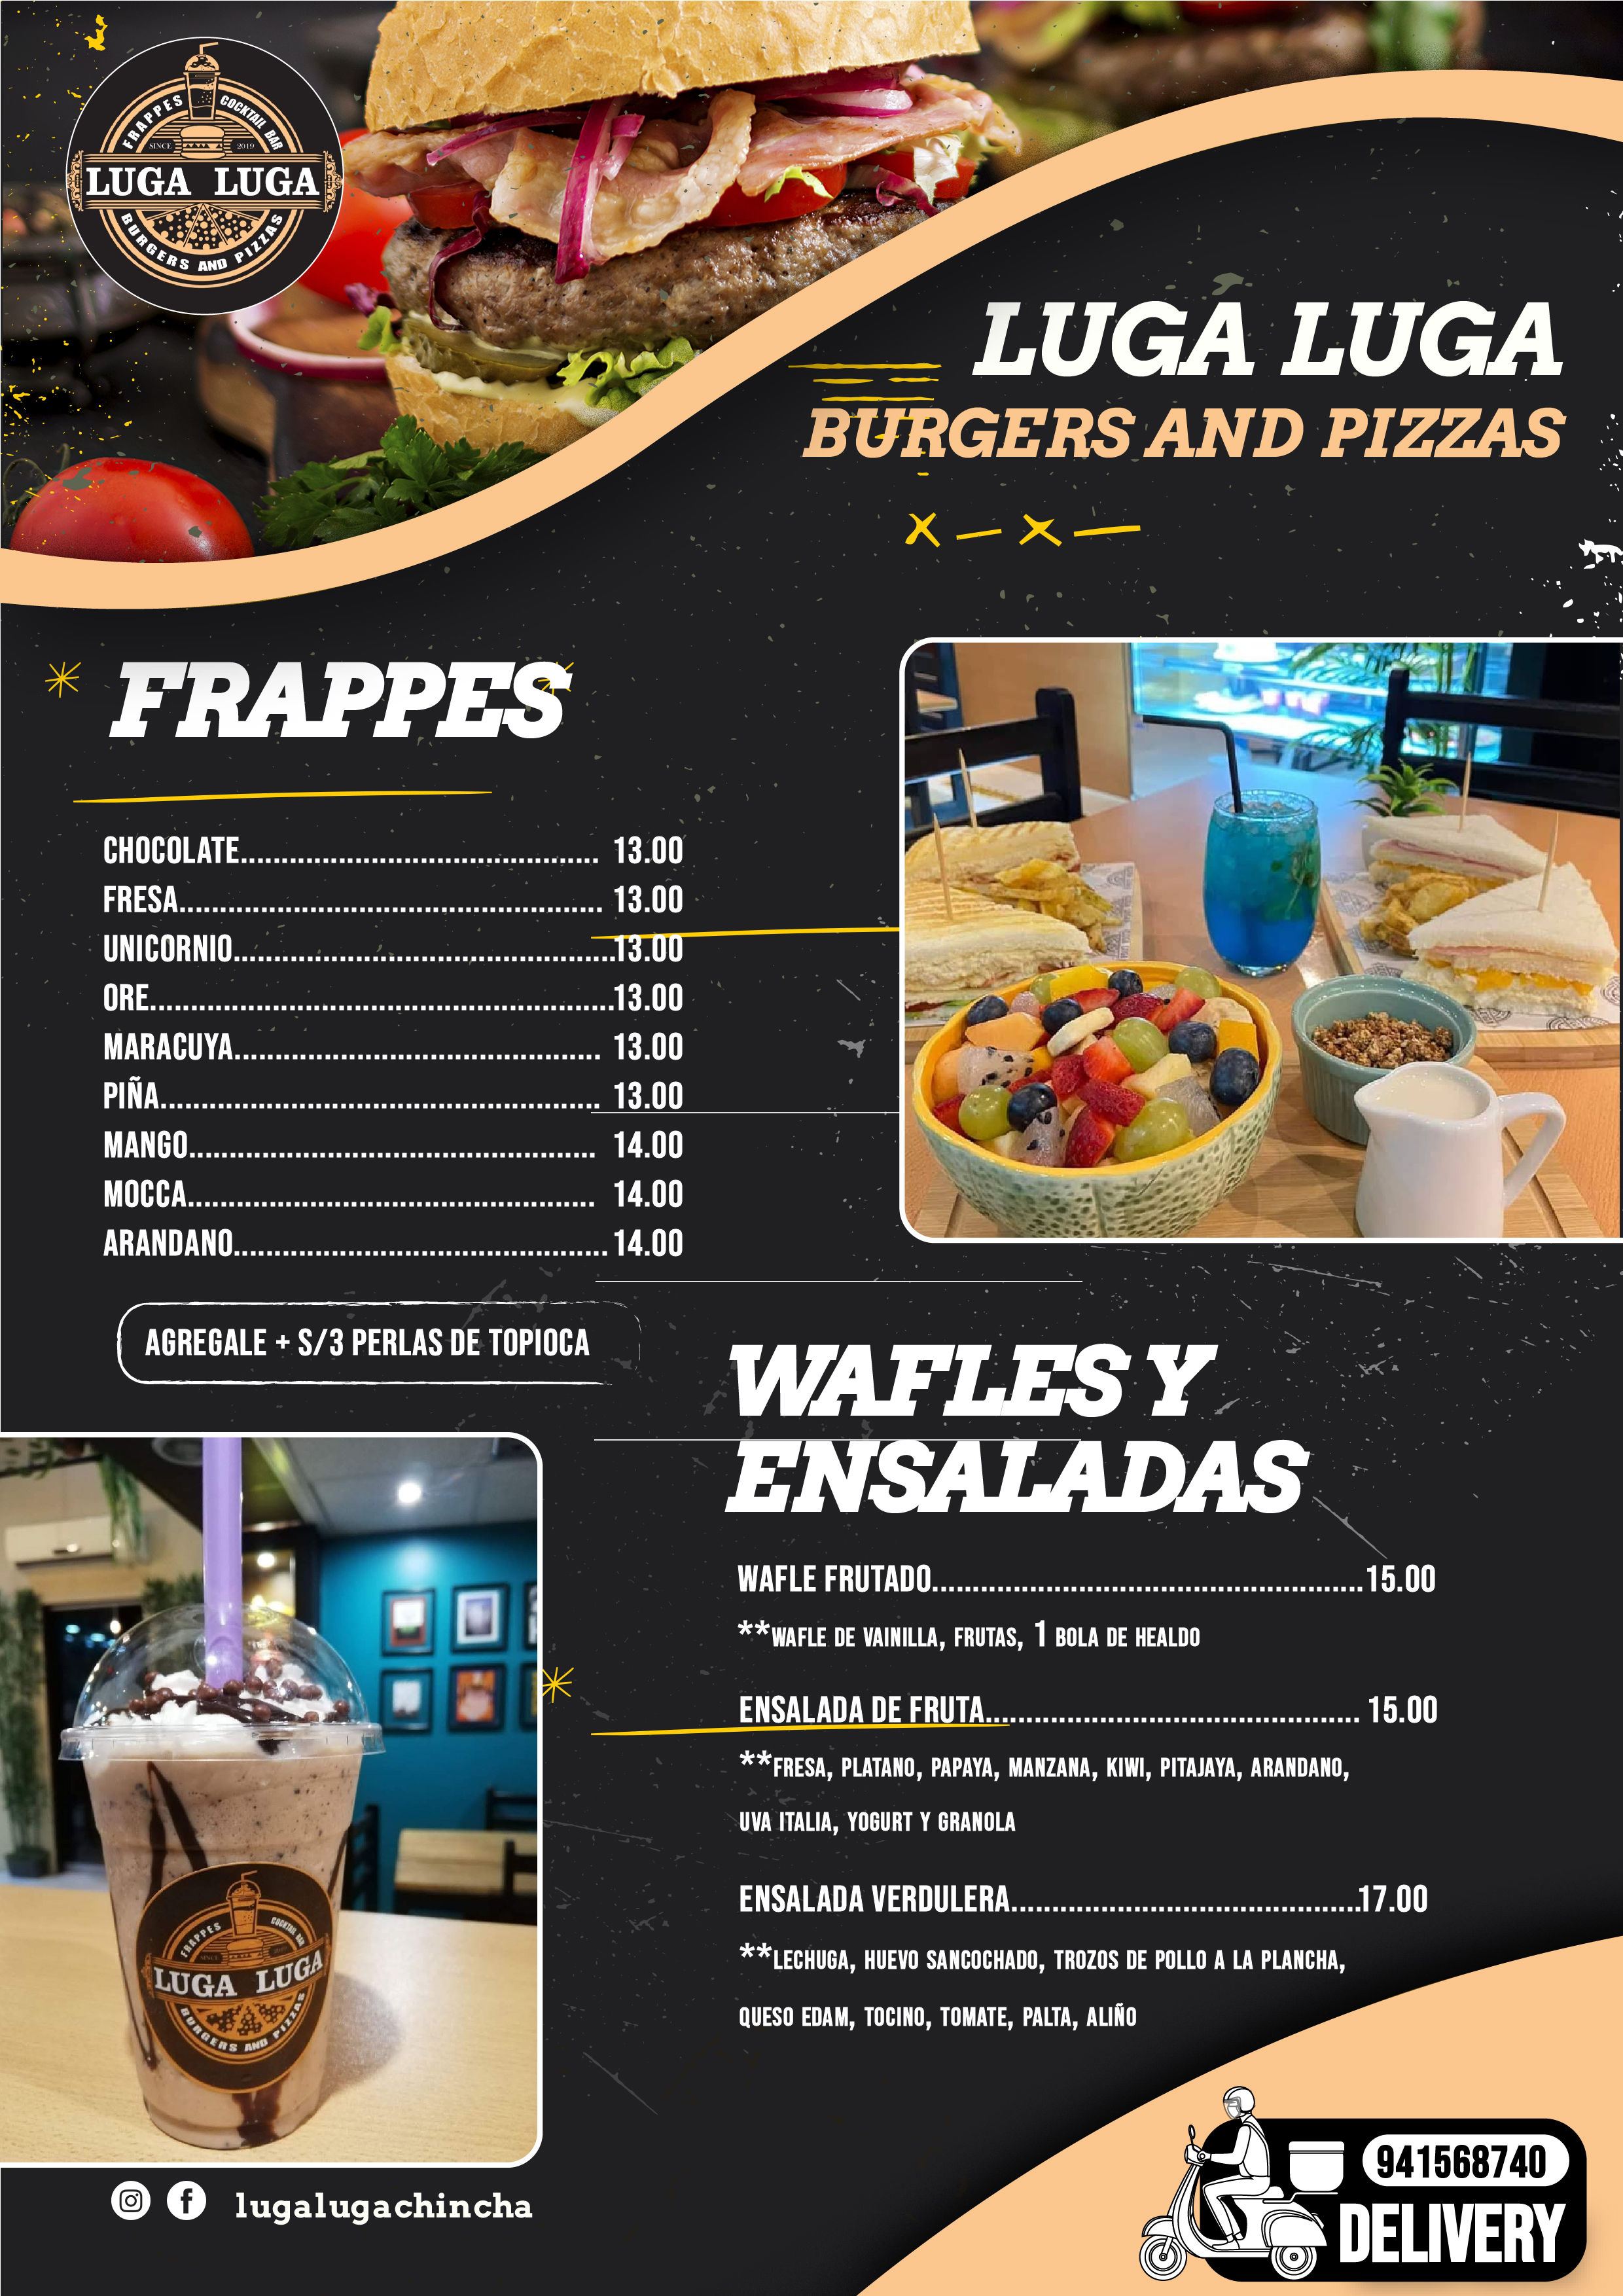 FRAPPES COCKTAIL BAR
SINCE 2019
LUGA LUGA
BURGERS AND PIZZAS
LUGA LUGA
BURGERS AND PIZZAS
FRAPPES
CHOCOLATE............................................ 13.00
FRESA.................................................... 13.00
UNICORNIO...............................................13.00
ORE.........................................................13.00
MARACUYA............................................. 13.00
PIÑA...................................................... 13.00
MANGO.................................................. 14.00
MOCCA.................................................. 14.00
ARANDANO.............................................. 14.00
AGREGALE + S/3 PERLAS DE TOPIOCA
WAFLES Y
ENSALADAS
WAFLE FRUTADO.....................................................15.00
**WAFLE DE VAINILLA, FRUTAS, 1 BOLA DE HEALDO
ENSALADA DE FRUTA.............................................. 15.00
**FRESA, PLATANO, PAPAYA, MANZANA, KIWI, PITAJAYA, ARANDANO,
UVA ITALIA, YOGURT Y GRANOLA
ENSALADA VERDULERA...........................................17.00
**LECHUGA, HUEVO SANCOCHADO, TROZOS DE POLLO A LA PLANCHA,
QUESO EDAM, TOCINO, TOMATE, PALTA, ALIÑO
FRAPPES COCKTAIL BAR
SINCE
LUGA LUGA
BURGERS AND PIZZAS
lugalugachincha
941568740
DELIVERY